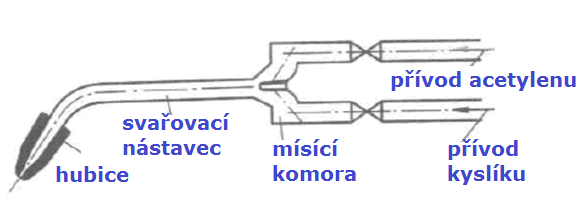 přívod acetylenu
svařovací
nástavec
mísící
komora
přívod
kyslíku
hubice